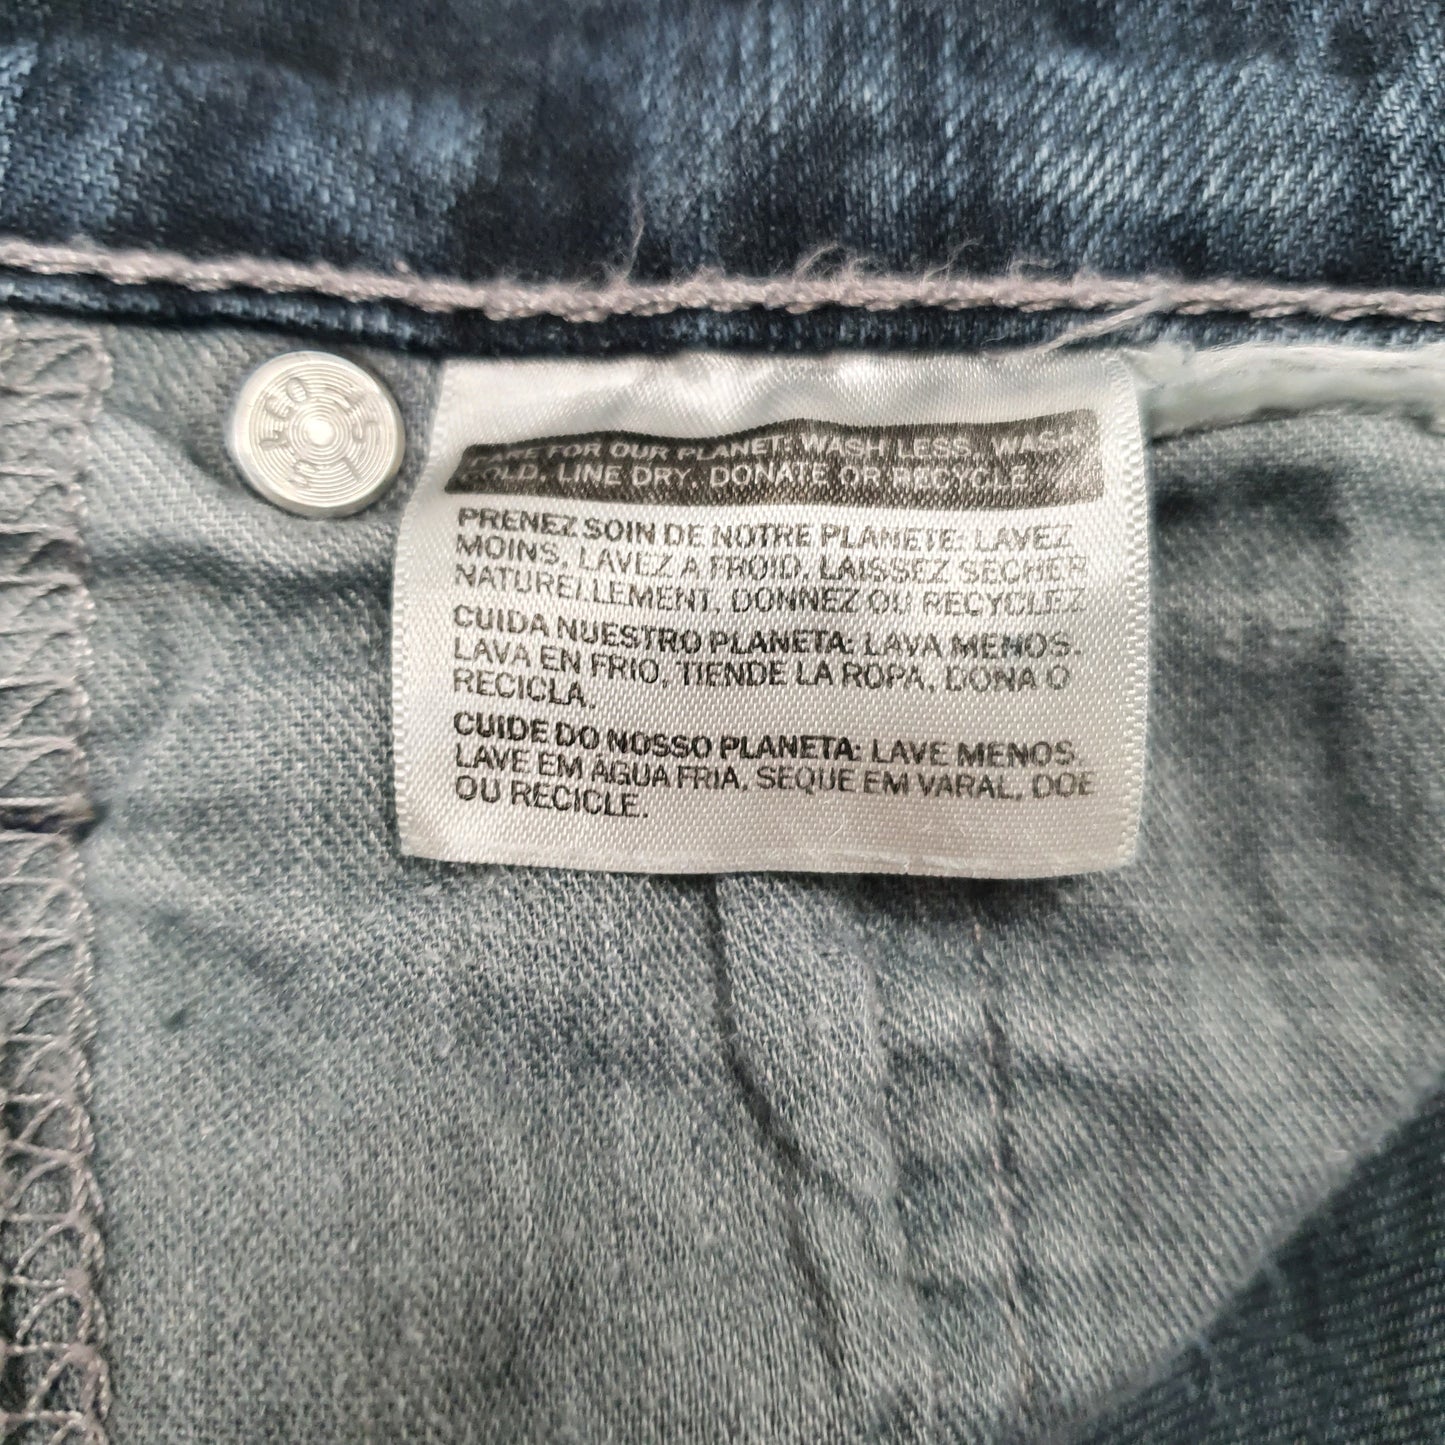 FOR OUR PLANET: WASH LESS, WASH
COLD, LINE DRY, DONATE OR RECYCLE
PRENEZ SOIN DE NOTRE PLANETE: LAVEZ
MOINS, LAVEZ A FROID, LAISSEZ SECHER
NATURELLEMENT, DONNEZ OU RECYCLEZ
CUIDA NUESTRO PLANETA: LAVA MENOS.
LAVA EN FRIO, TIENDE LA ROPA, DONA O
RECICLA.
CUIDE DO NOSSO PLANETA: LAVE MENOS.
LAVE EM AGUA FRIA, SEQUE EM VARAL, DOE
OU RECICLE.